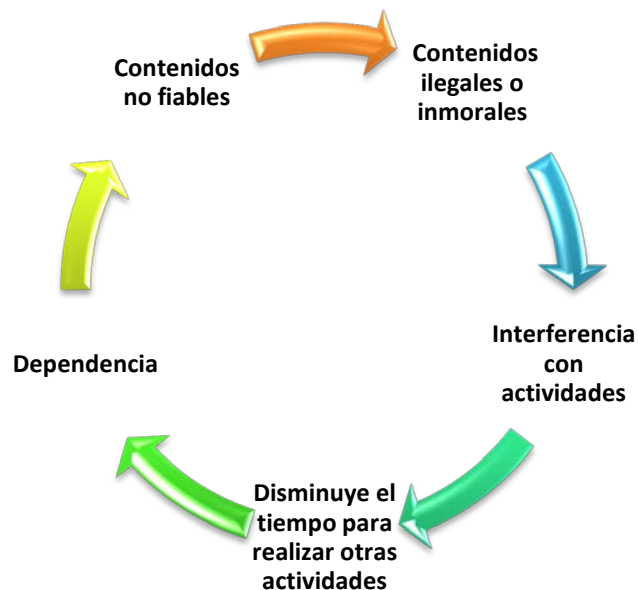 Contenidos
no fiables
Contenidos
ilegales o
inmorales
Interferencia
con
actividades
Disminuye el
tiempo para
realizar otras
actividades
Dependencia